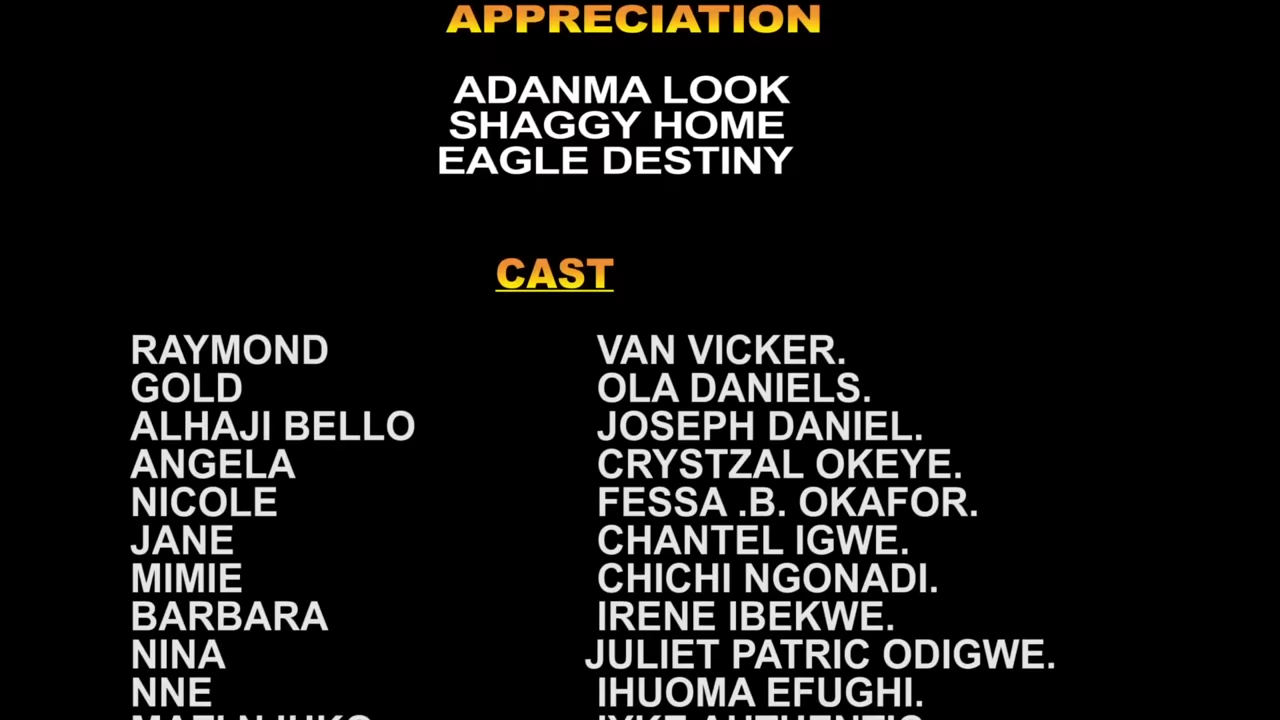 APPRECIATION
ADANMA LOOK
SHAGGY HOME
EAGLE DESTINY
CAST
RAYMOND VAN VICKER.
GOLD OLA DANIELS.
ALHAJI BELLO JOSEPH DANIEL.
ANGELA CRYSTZAL OKEYE.
NICOLE FESSA .B. OKAFOR.
JANE CHANTEL IGWE.
MIMIE CHICHI NGONADI.
BARBARA IRENE IBEKWE.
NINA JULIET PATRIC ODIGWE.
NNE IHUOMA EFUGHI.